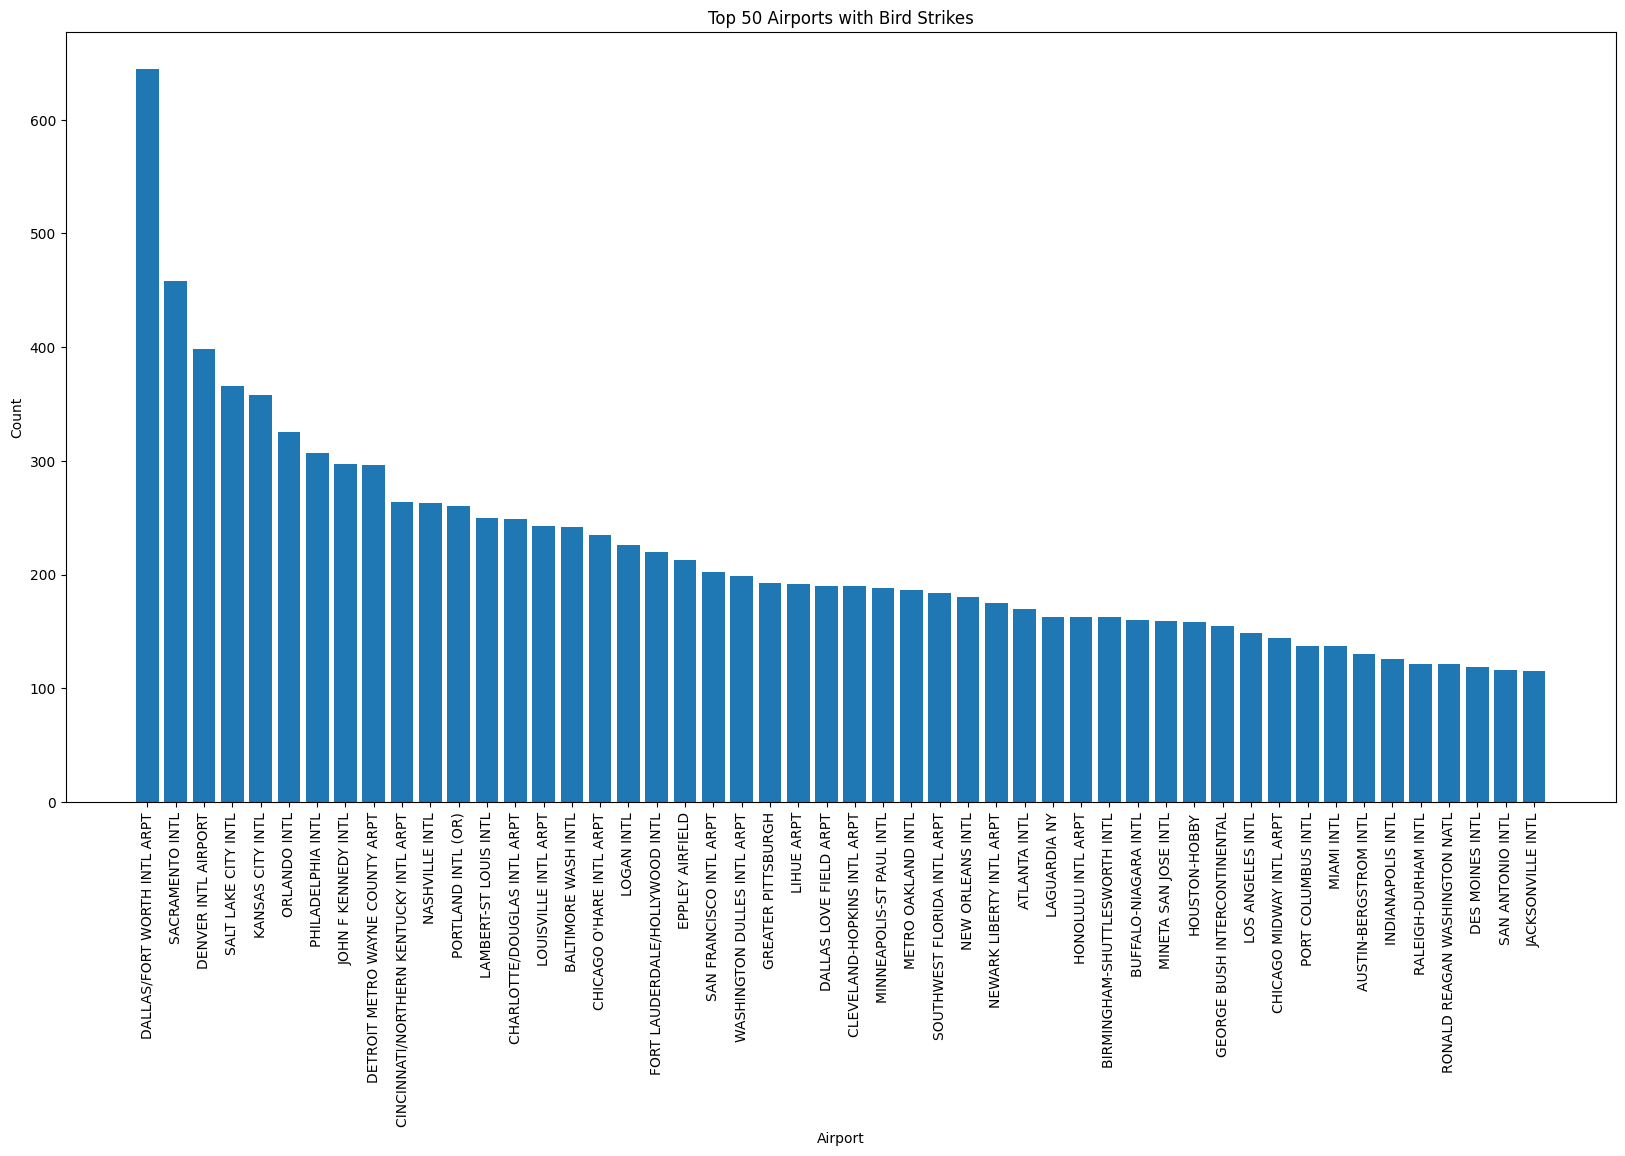 Top 50 Airports with Bird Strikes
Count
600
500
400
300
200
100
0
DALLAS/FORT WORTH INTL ARPT
SACRAMENTO INTL
DENVER INTL AIRPORT
SALT LAKE CITY INTL
KANSAS CITY INTL
ORLANDO INTL
PHILADELPHIA INTL
JOHN F KENNEDY INTL
DETROIT METRO WAYNE COUNTY ARPT
CINCINNATI/NORTHERN KENTUCKY INTL ARPT
NASHVILLE INTL
PORTLAND INTL (OR)
LAMBERT-ST LOUIS INTL
CHARLOTTE/DOUGLAS INTL ARPT
LOUISVILLE INTL ARPT
BALTIMORE WASH INTL
CHICAGO O'HARE INTL ARPT
LOGAN INTL
FORT LAUDERDALE/HOLLYWOOD INTL
EPPLEY AIRFIELD
SAN FRANCISCO INTL ARPT
WASHINGTON DULLES INTL ARPT
GREATER PITTSBURGH
LIHUE ARPT
DALLAS LOVE FIELD ARPT
CLEVELAND-HOPKINS INTL ARPT
MINNEAPOLIS-ST PAUL INTL
METRO OAKLAND INTL
SOUTHWEST FLORIDA INTL ARPT
NEW ORLEANS INTL
NEWARK LIBERTY INTL ARPT
ATLANTA INTL
LAGUARDIA NY
HONOLULU INTL ARPT
BIRMINGHAM-SHUTTLESWORTH INTL
BUFFALO-NIAGARA INTL
MINETA SAN JOSE INTL
HOUSTON-HOBBY
GEORGE BUSH INTERCONTINENTAL
LOS ANGELES INTL
CHICAGO MIDWAY INTL ARPT
PORT COLUMBUS INTL
MIAMI INTL
AUSTIN-BERGSTROM INTL
INDIANAPOLIS INTL
RALEIGH-DURHAM INTL
RONALD REAGAN WASHINGTON NATL
DES MOINES INTL
SAN ANTONIO INTL
JACKSONVILLE INTL
Airport